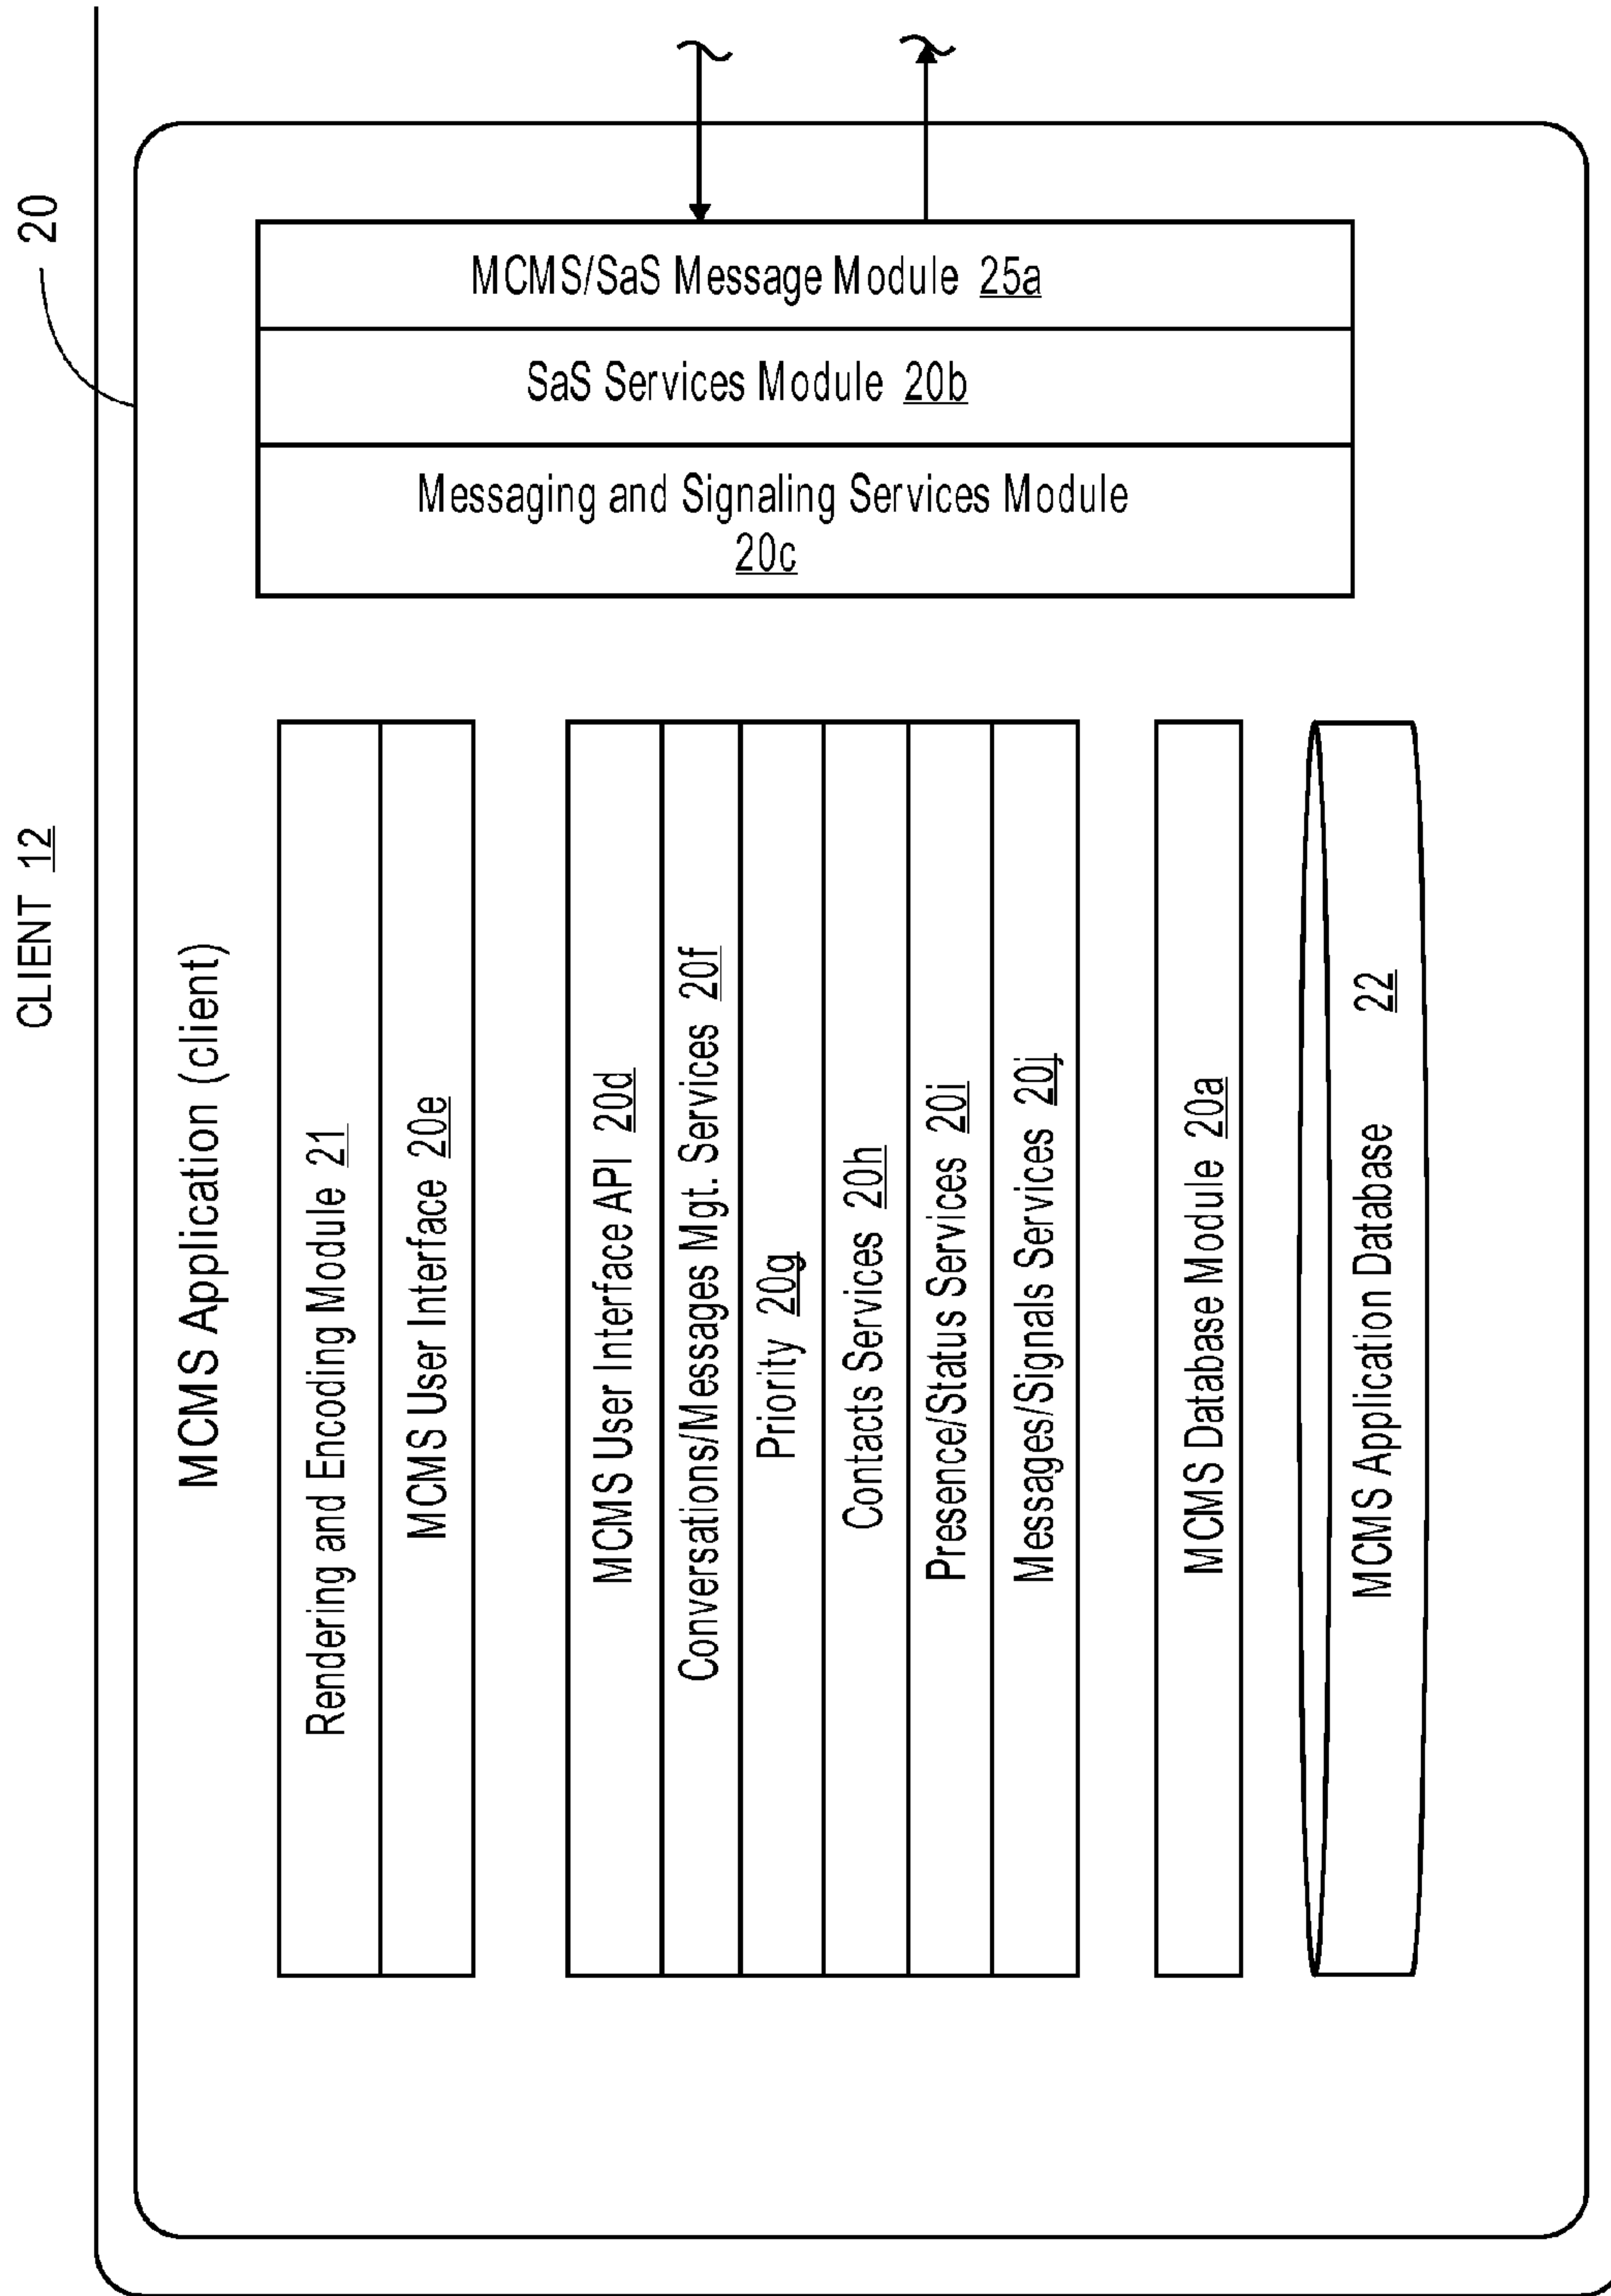 CLIENT 12
20
MCMS Application (client)
Rendering and Encoding Module 21
MCMS User Interface 20e
MCMS User Interface API 20d
Conversations/Messages Mgt. Services 20f
Priority 20g
Contacts Services 20h
Presence/Status Services 20i
Messages/Signals Services 20j
MCMS Database Module 20a
MCMS Application Database 22
MCMS/SaS Message Module 25a
SaS Services Module 20b
Messaging and Signaling Services Module
20c